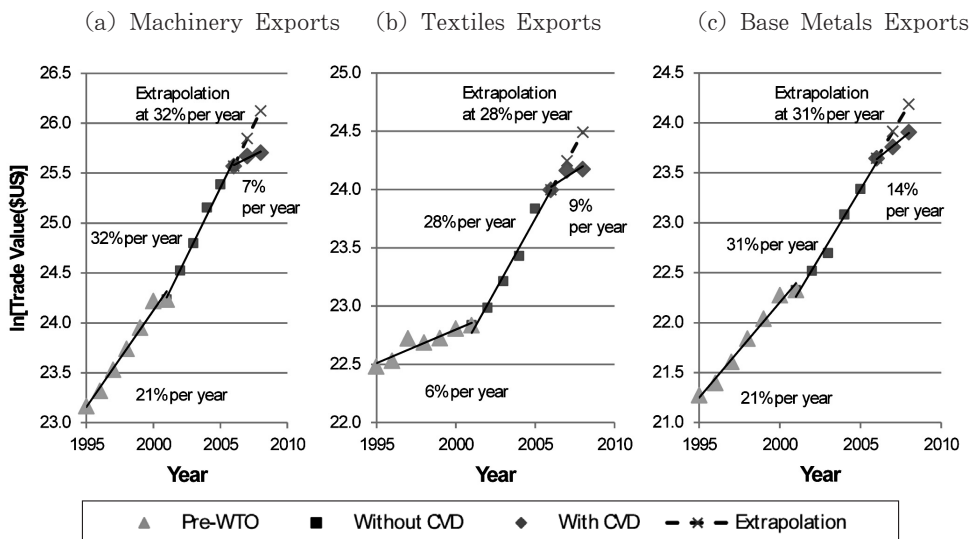 (a) Machinery Exports
(b) Textiles Exports
(c) Base Metals Exports
ln[Trade Value($US)]
26.5
26.0
25.5
25.0
24.5
24.0
23.5
23.0
Extrapolation
at 32% per year
7%
per year
32% per year
21% per year
1995
2000
2005
2010
Year
25.0
24.5
24.0
23.5
23.0
22.5
22.0
Extrapolation
at 28% per year
9%
per year
28% per year
6% per year
1995
2000
2005
2010
Year
24.5
24.0
23.5
23.0
22.5
22.0
21.5
21.0
Extrapolation
at 31% per year
14%
per year
31% per year
21% per year
1995
2000
2005
2010
Year
Pre-WTO
Without CVD
With CVD
Extrapolation